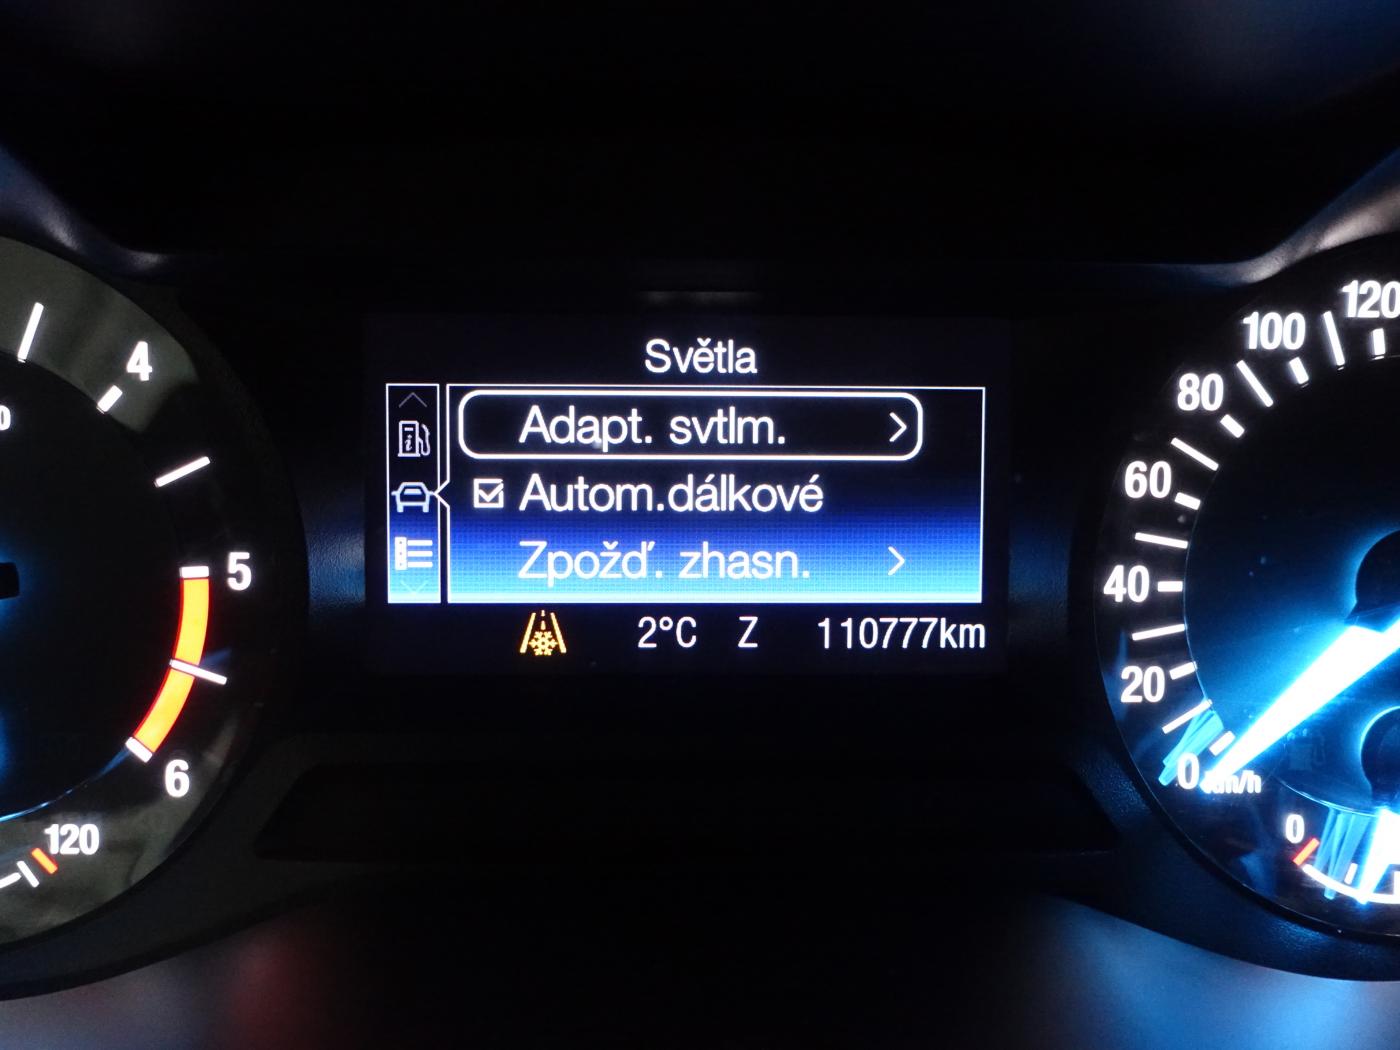 Světla
Adapt. svtlm.
Autom.dálkové
Zpožď. zhasn.
2°C Z 110777km
4
5
6
120
120
100
80
60
40
20
0
km/h
0